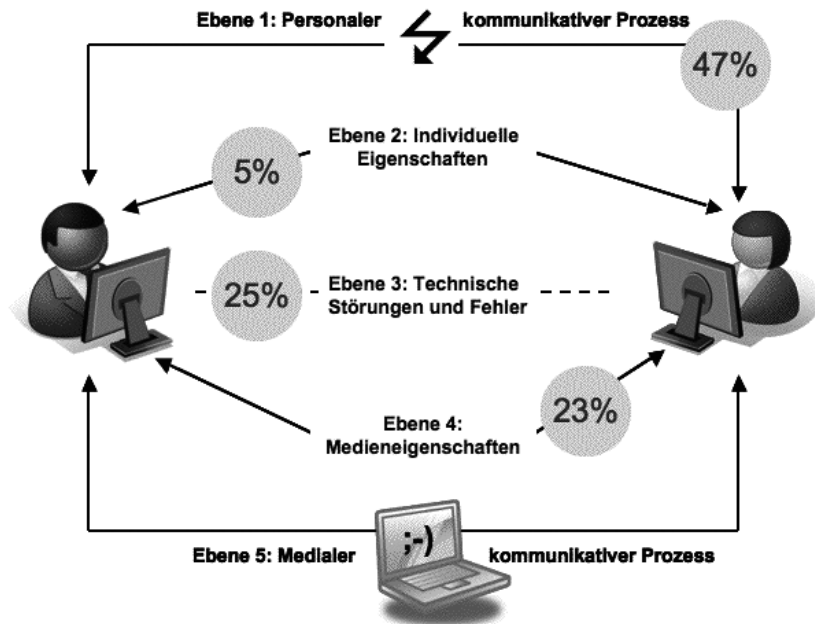 Ebene 1: Personaler kommunikativer Prozess
47%
Ebene 2: Individuelle
Eigenschaften
5%
Ebene 3: Technische
Störungen und Fehler
25%
Ebene 4:
Medieneigenschaften
23%
;-)
Ebene 5: Medialer kommunikativer Prozess